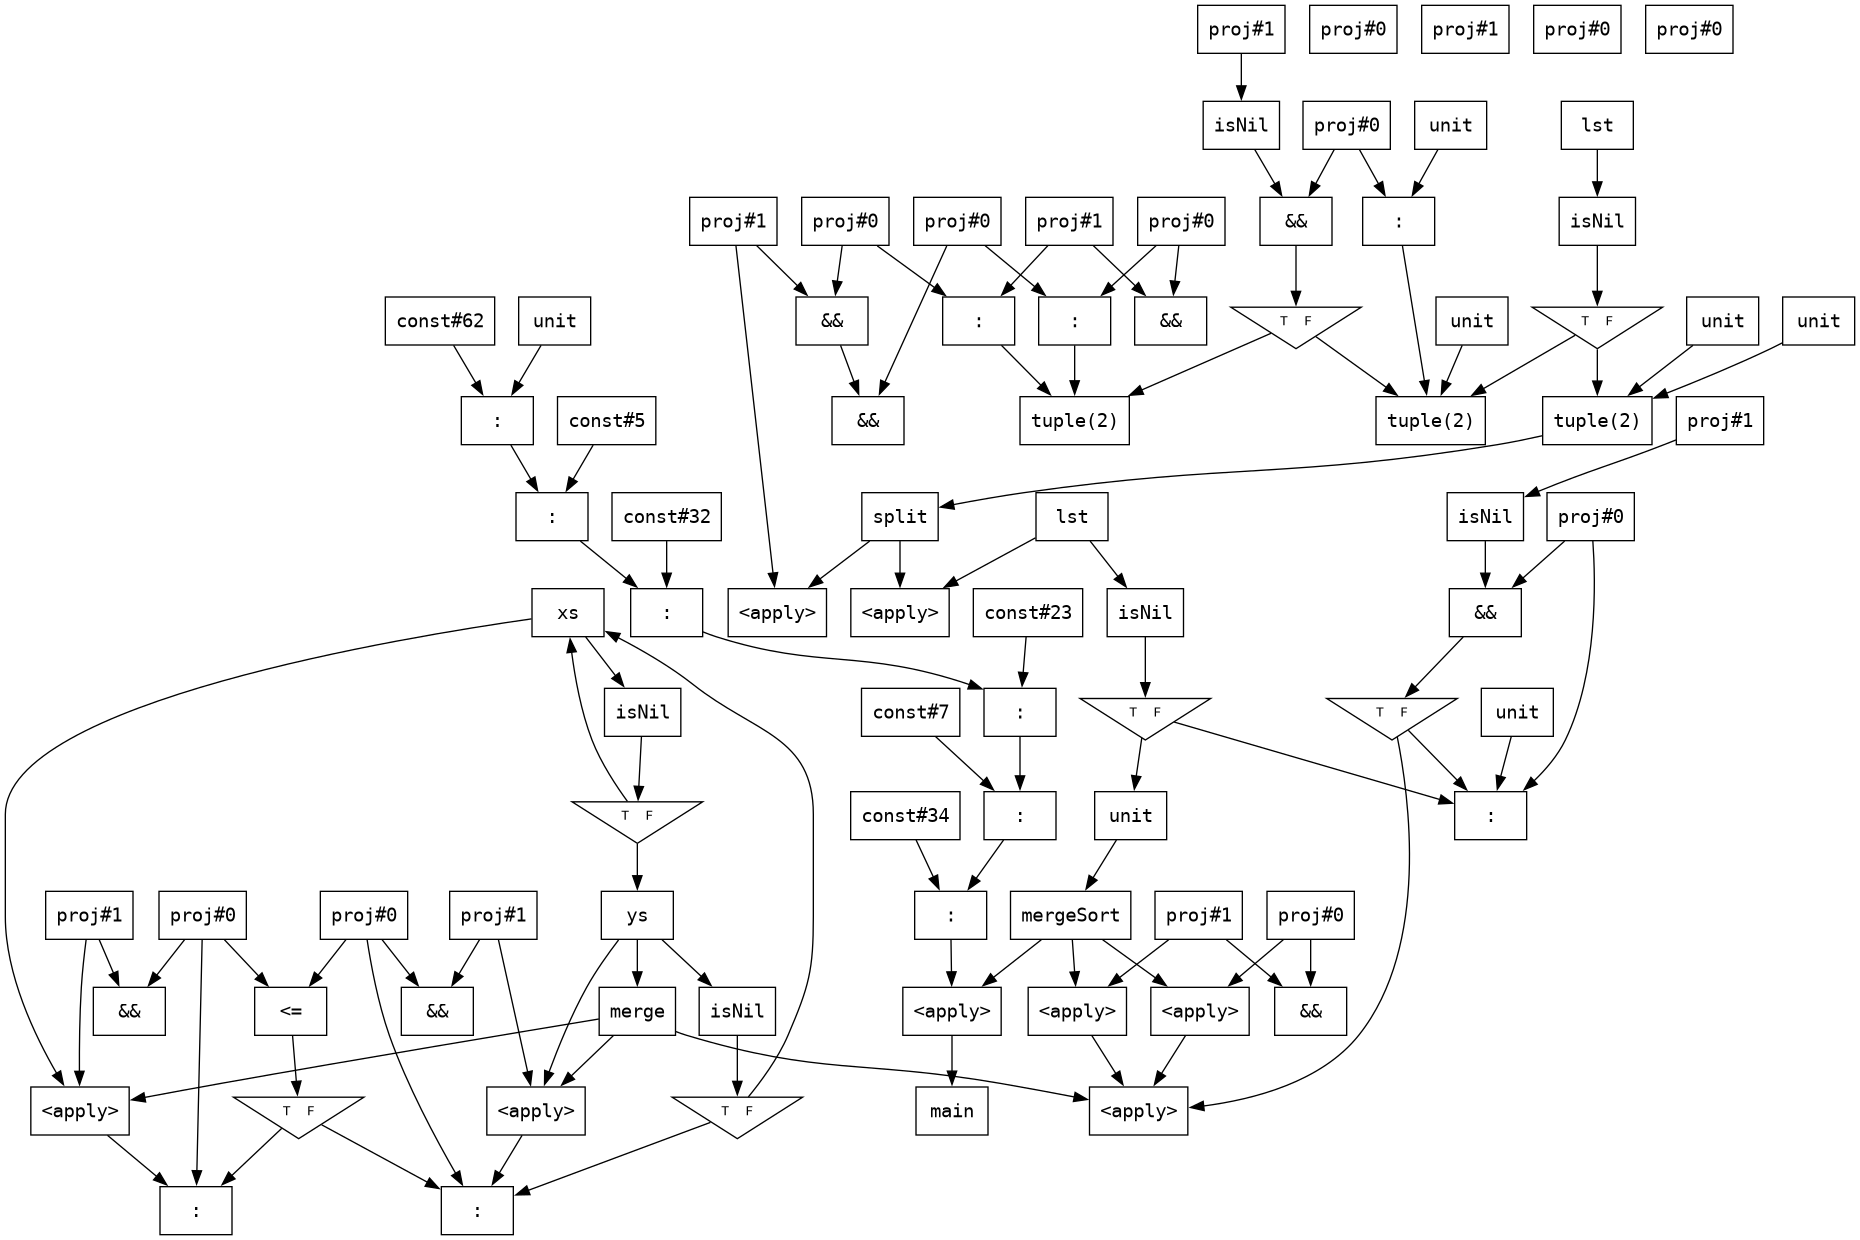 proj#1 proj#0 proj#1 proj#0 proj#0
isNil proj#0 unit lst
proj#1 proj#0 proj#0 proj#1 proj#0 && : isNil
const#62 unit && : : && T F unit T F unit unit
: const#5 && tuple(2) tuple(2) tuple(2) proj#1
: const#32 split lst isNil proj#0
xs : <apply> <apply> const#23 isNil &&
isNil const#7 : T F T F unit
T F const#34 : unit :
proj#1 proj#0 proj#0 proj#1 ys : mergeSort proj#1 proj#0
&& <= && merge isNil <apply> <apply> <apply> &&
<apply> T F <apply> T F main <apply>
: :